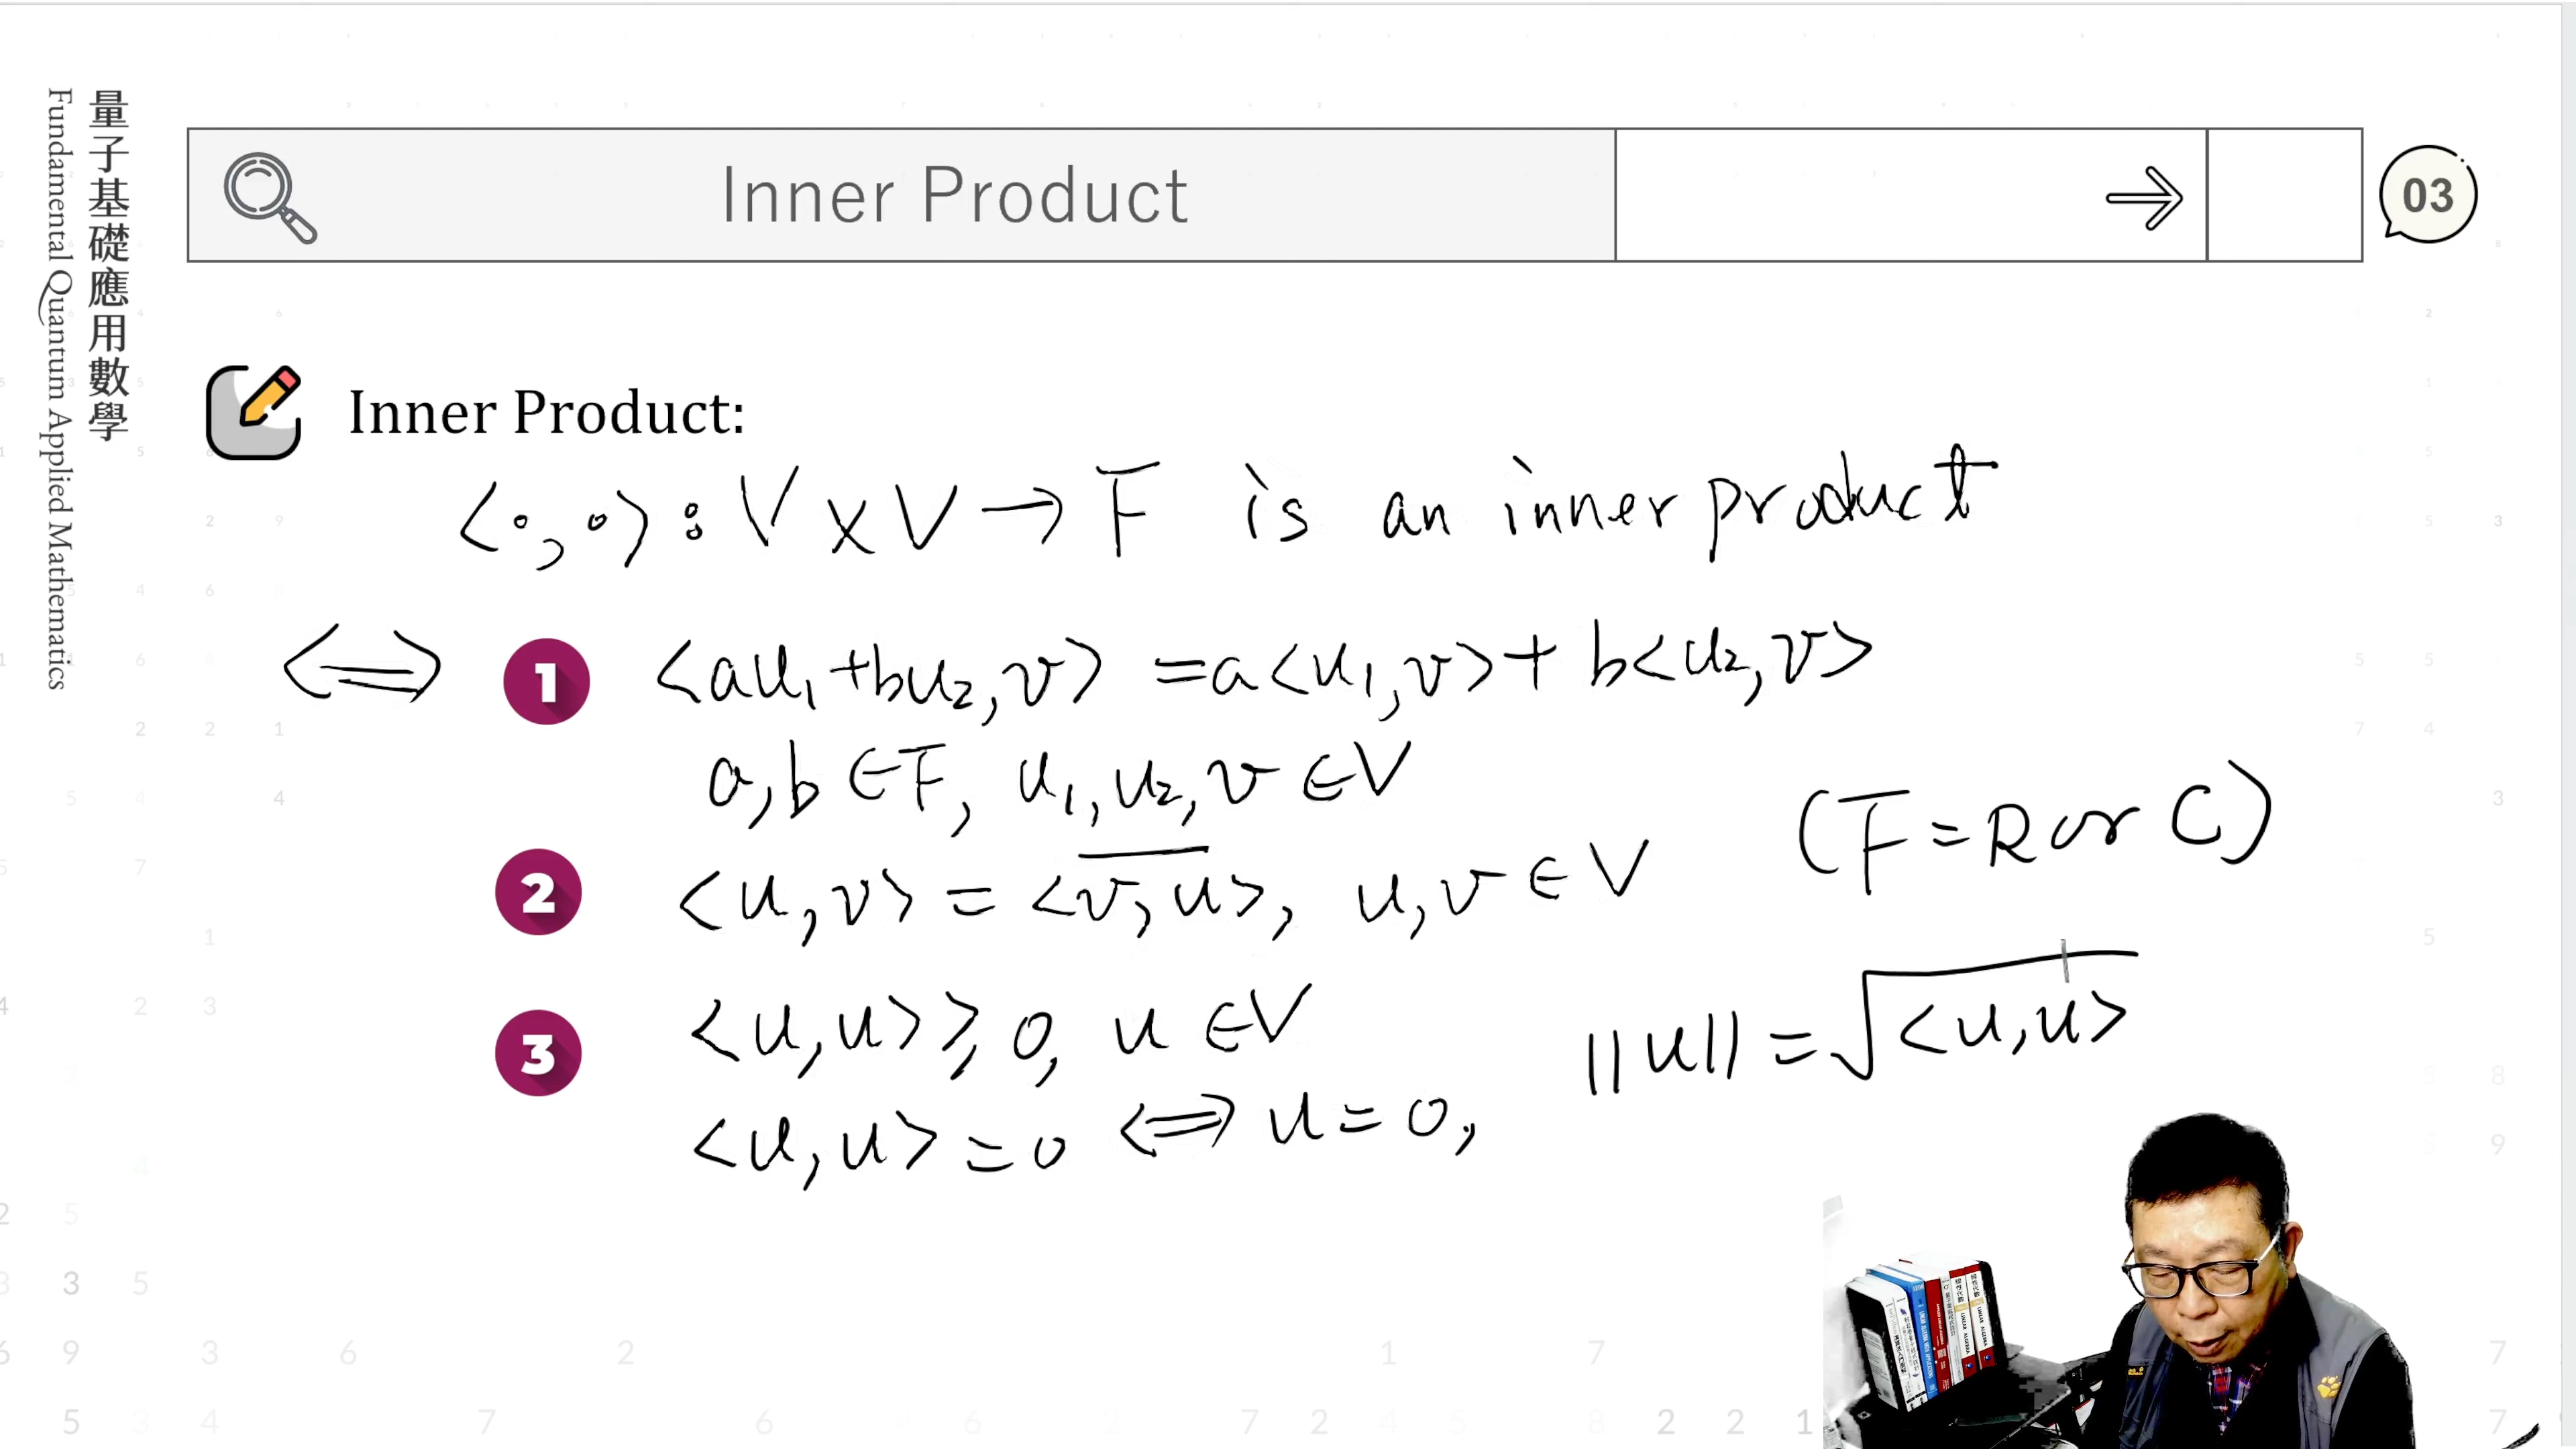 量子基礎應用數學
Fundamental Quantum Applied Mathematics
Inner Product
03
Inner Product:
<·,·> : V × V → F is an inner product
⟺ 1 <au₁+bu₂, v> = a<u₁, v> + b<u₂, v>
a, b ∈ F, u₁, u₂, v ∈ V
(F = R or C)
2 <u, v> = \overline{<v, u>}, u, v ∈ V
3 <u, u> ≥ 0, u ∈ V
||u|| = √<u, u>
<u, u> = 0 ⟺ u = 0,